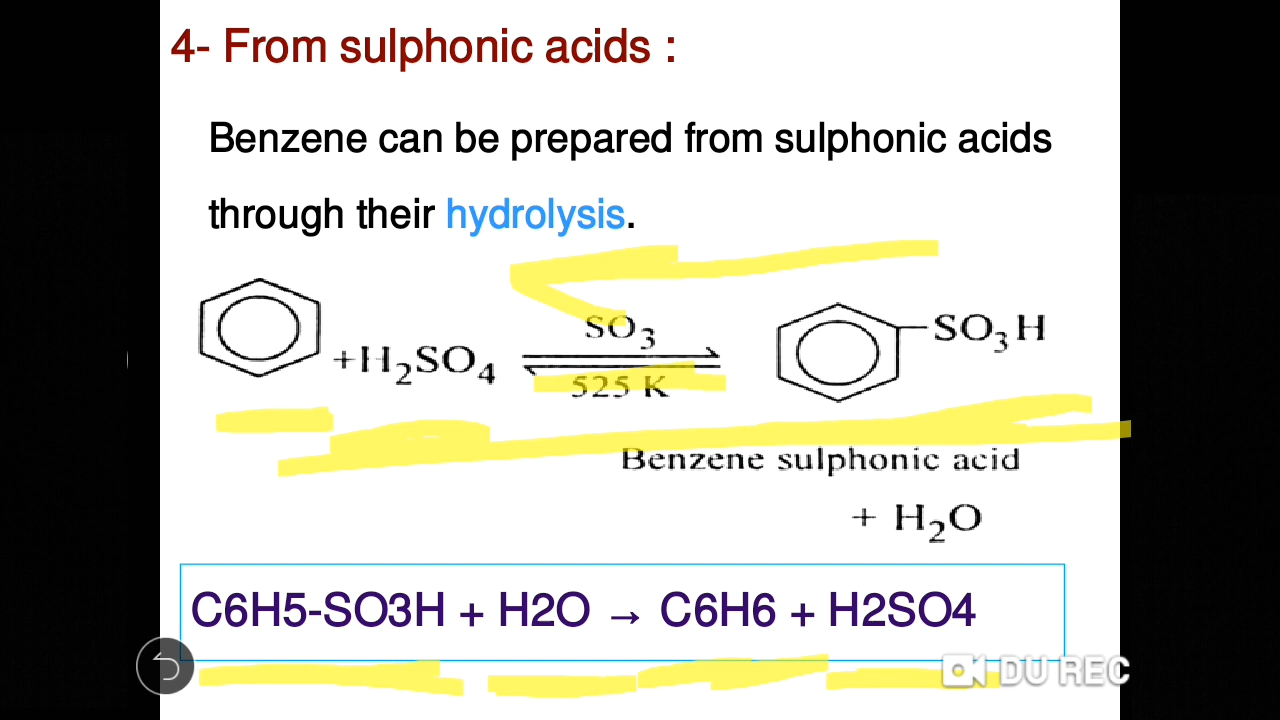 4- From sulphonic acids :
Benzene can be prepared from sulphonic acids
through their hydrolysis.
SO3
+H2SO4
525 K
SO3H
Benzene sulphonic acid
+ H2O
C6H5-SO3H + H2O → C6H6 + H2SO4
DU REC